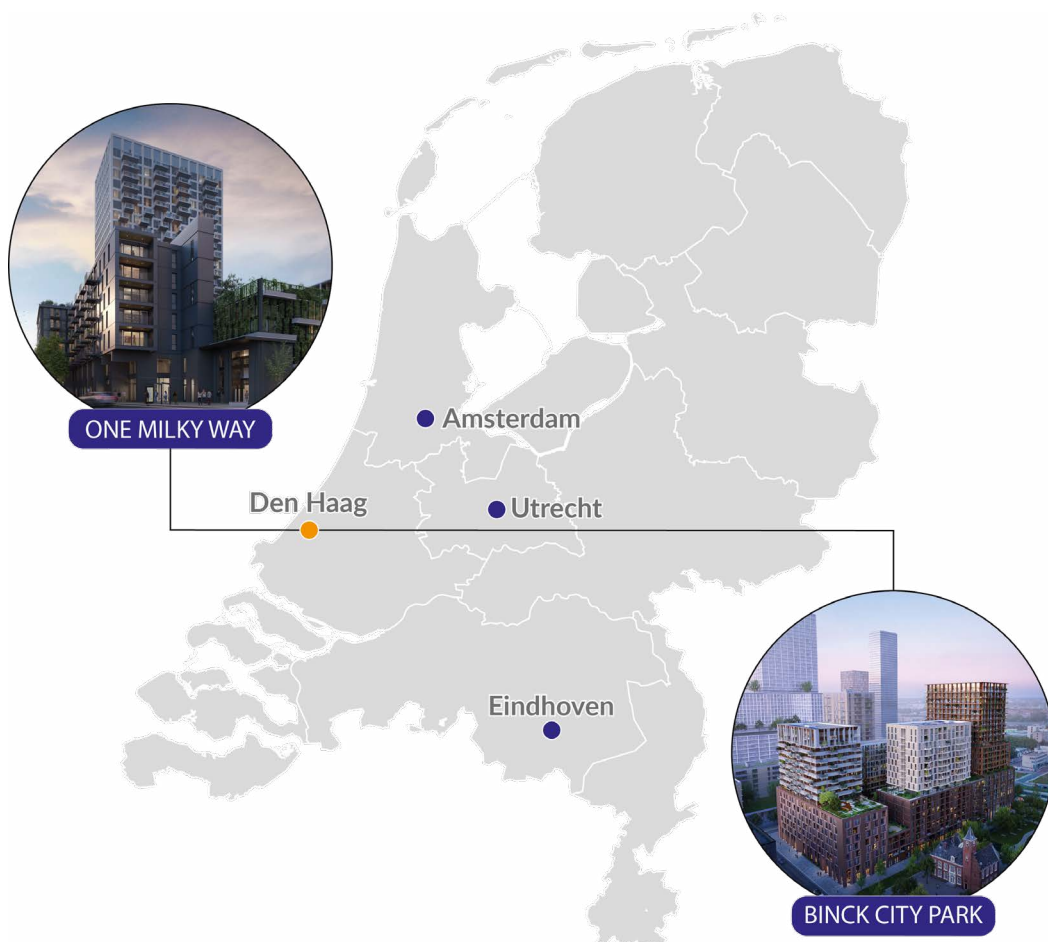 ONE MILKY WAY
Amsterdam
Den Haag
Utrecht
Eindhoven
BINCK CITY PARK